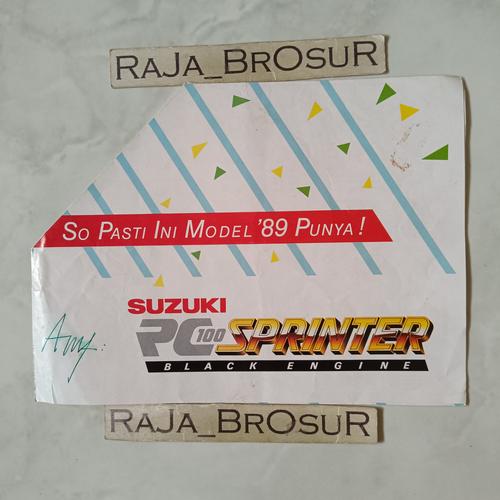 RAJA_BROSUR
SO PASTI INI MODEL '89 PUNYA!
SUZUKI
RC 100 SPRINTER
BLACK ENGINE
Amy:
RAJA_BROSUR